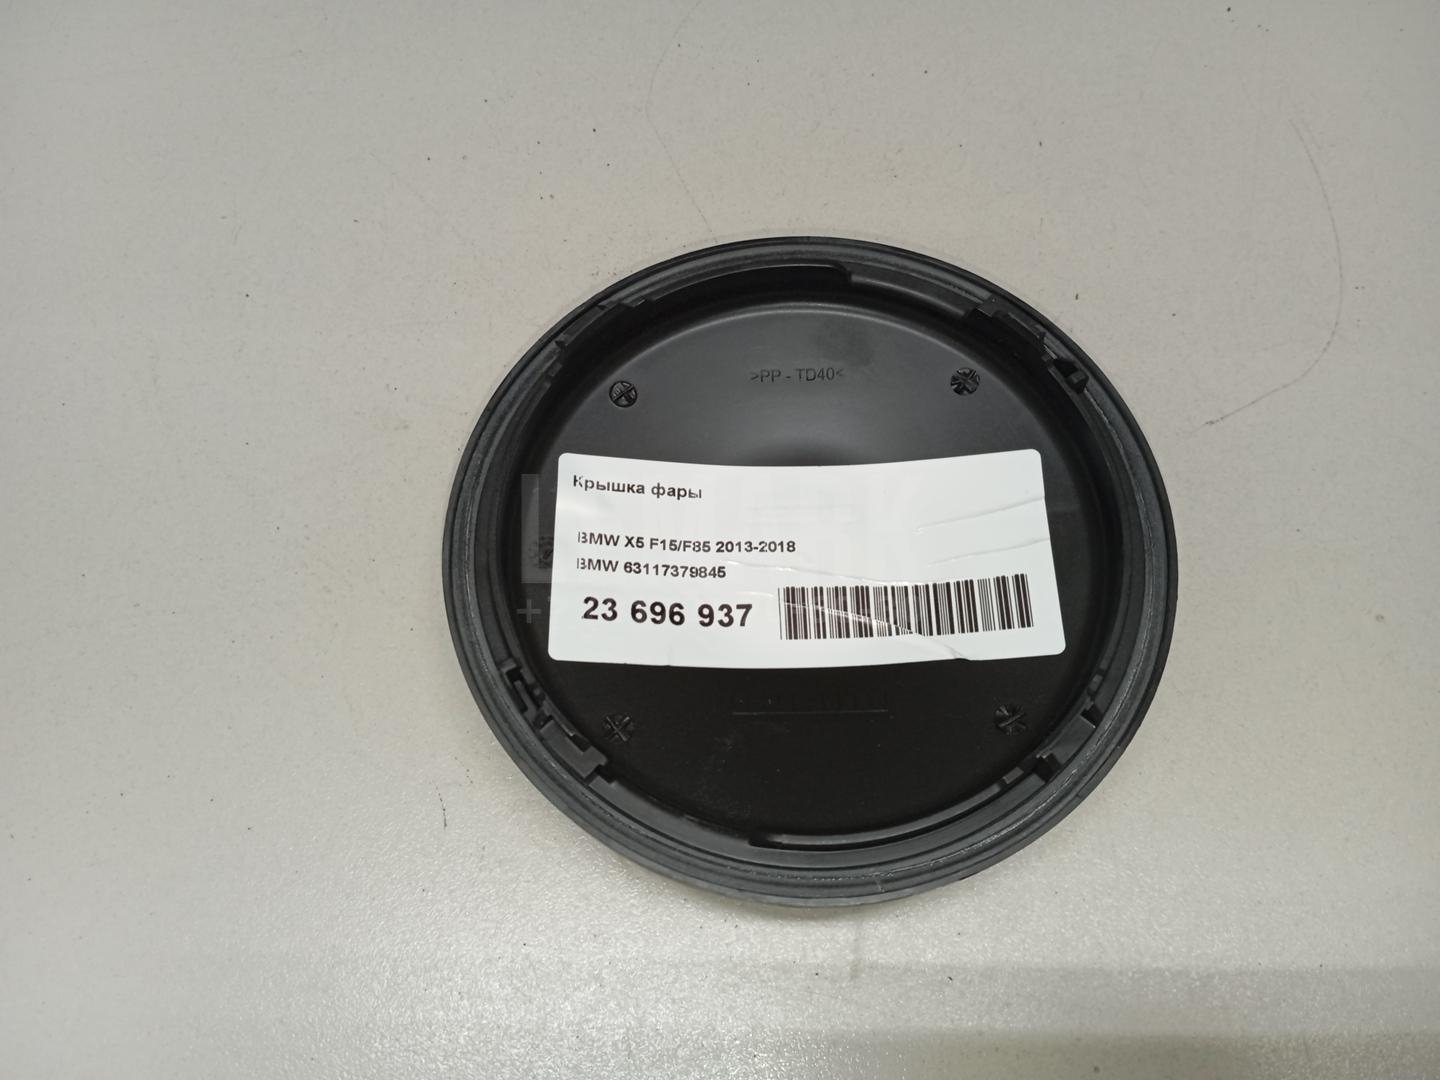 >PP - TD40<
Крышка фары
BMW X5 F15/F85 2013-2018
BMW 63117379845
23 696 937